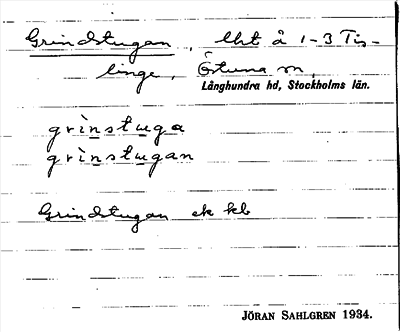 Grindstugan, lht å 1-3 Tis-
linge, Östuna sn,
Långhundra hd, Stockholms län.
grinstuga
grinstugan
Grindstugan ek kb
JÖRAN SAHLGREN 1934.